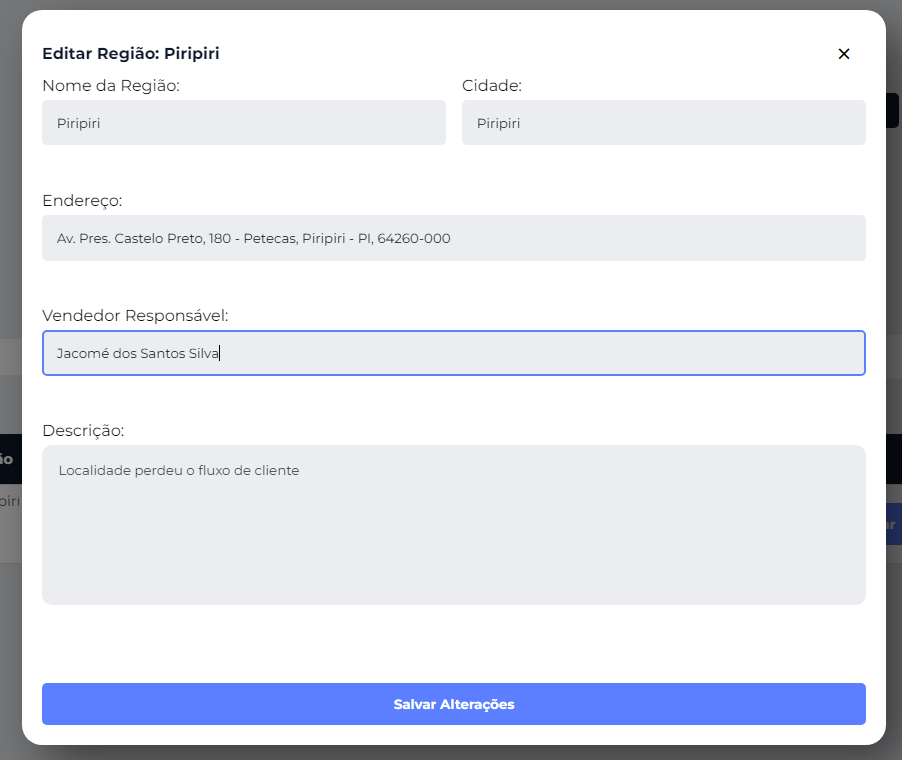 Editar Região: Piripiri
Nome da Região: Cidade:
Piripiri Piripiri
Endereço:
Av. Pres. Castelo Preto, 180 - Petecas, Piripiri - PI, 64260-000
Vendedor Responsável:
Jacomé dos Santos Silva
Descrição:
Localidade perdeu o fluxo de cliente
Salvar Alterações